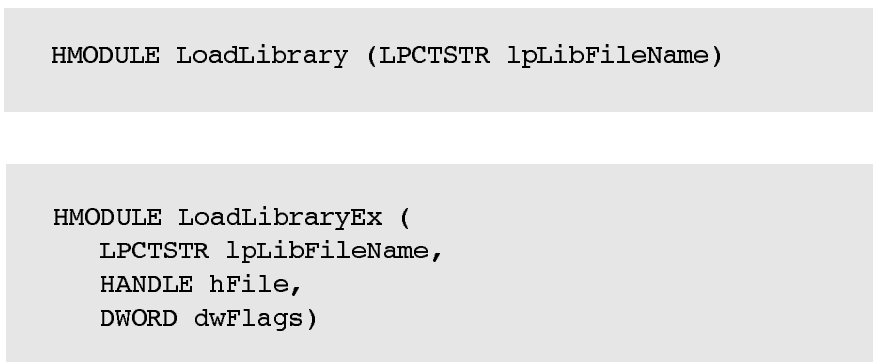 HMODULE LoadLibrary (LPCTSTR lpLibFileName)
HMODULE LoadLibraryEx (
LPCTSTR lpLibFileName,
HANDLE hFile,
DWORD dwFlags)